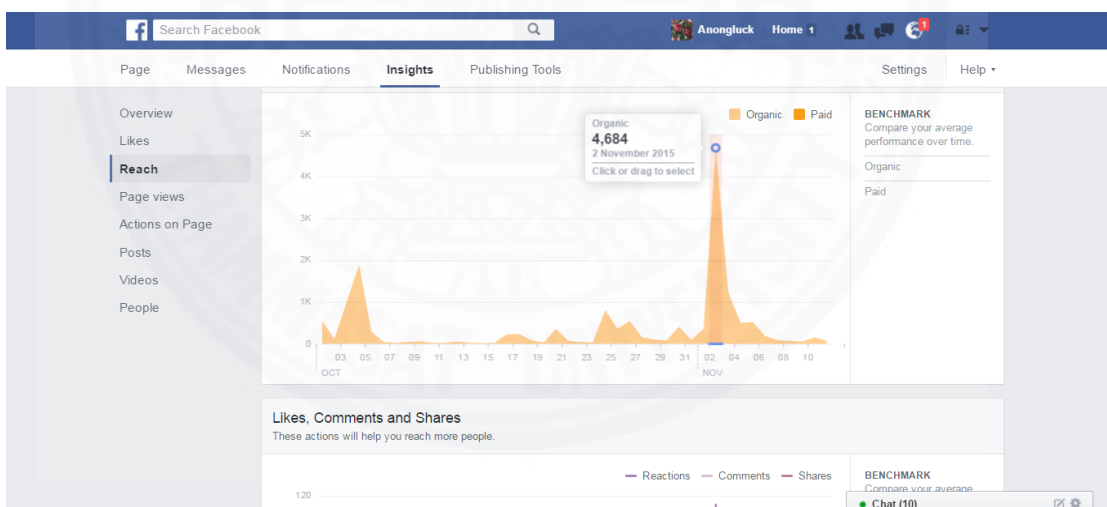 f Search Facebook Anongluck Home 1 1
Page Messages Notifications Insights Publishing Tools Settings Help
Overview
Likes
Reach
Page views
Actions on Page
Posts
Videos
People
Organic Paid
Organic
4,684
2 November 2015
Click or drag to select
5K
4K
3K
2K
1K
0
03 05 07 09 11 13 15 17 19 21 23 25 27 29 31 02 04 06 08 10
OCT NOV
BENCHMARK
Compare your average
performance over time.
Organic
Paid
Likes, Comments and Shares
These actions will help you reach more people.
Reactions Comments Shares
120
BENCHMARK
Compare your average
Chat (10)